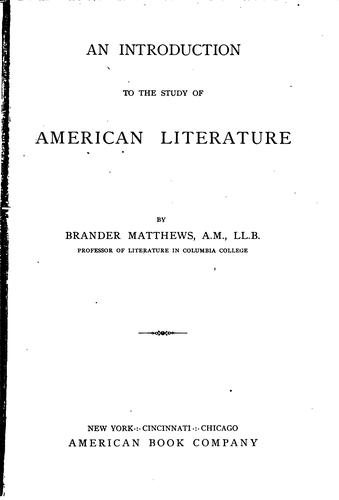 AN INTRODUCTION
TO THE STUDY OF
AMERICAN LITERATURE
BY
BRANDER MATTHEWS, A.M., LL.B.
PROFESSOR OF LITERATURE IN COLUMBIA COLLEGE
NEW YORK ·:· CINCINNATI ·:· CHICAGO
AMERICAN BOOK COMPANY